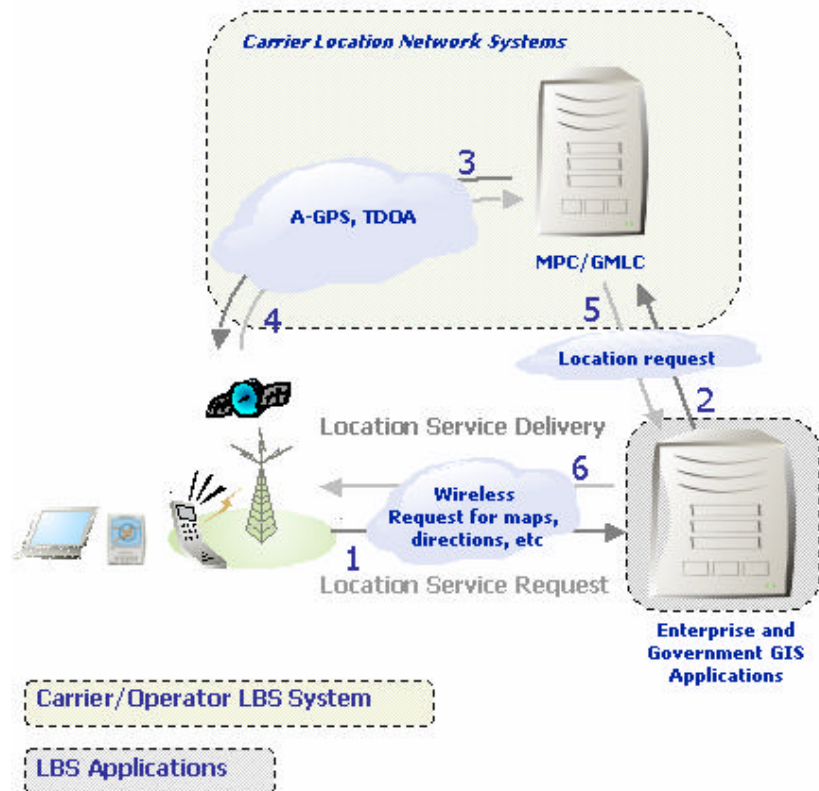 Carrier Location Network Systems
3
A-GPS, TDOA
MPC/GMLC
4
5
Location request
2
Location Service Delivery
6
Wireless
Request for maps,
directions, etc
1
Location Service Request
Enterprise and
Government GIS
Applications
Carrier/Operator LBS System
LBS Applications